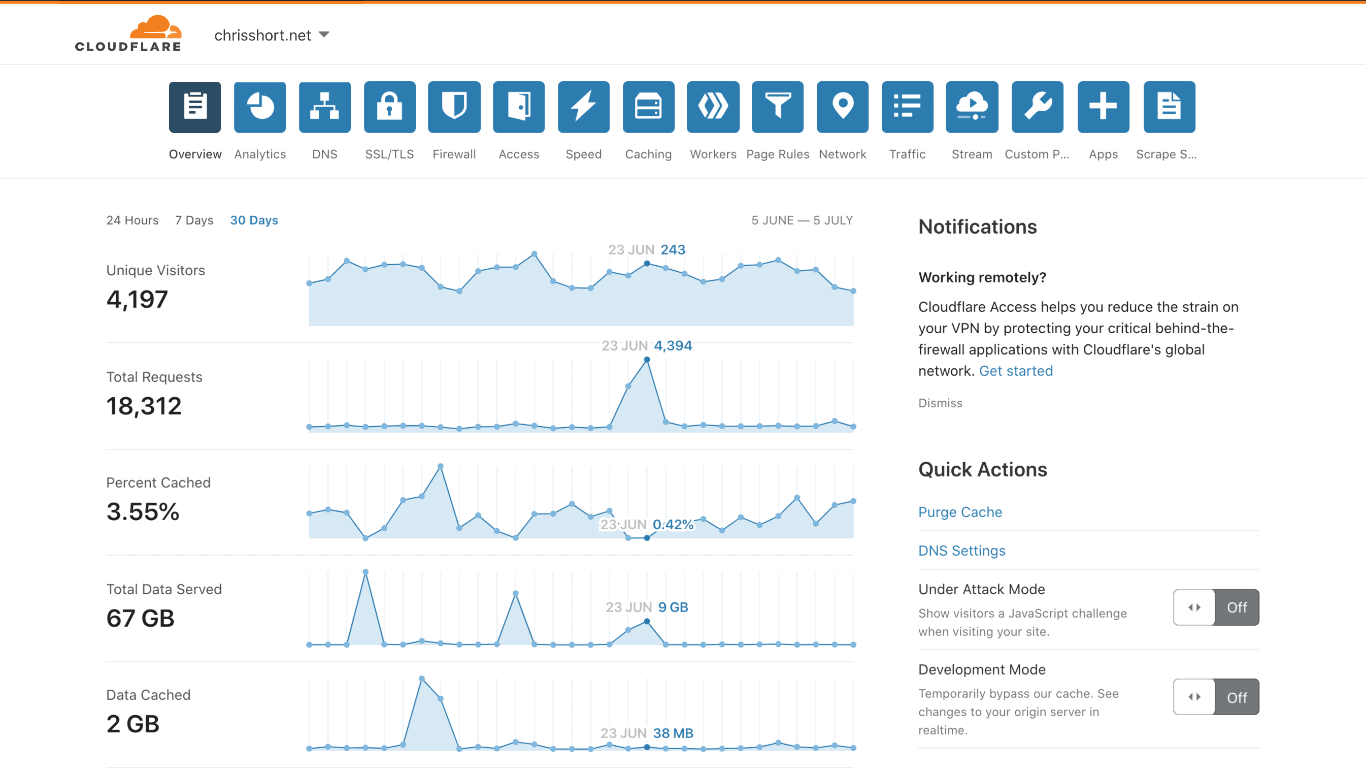 CLOUDFLARE
chrisshort.net
Overview Analytics DNS SSL/TLS Firewall Access Speed Caching Workers Page Rules Network Traffic Stream Custom P... Apps Scrape S...
24 Hours 7 Days 30 Days
5 JUNE — 5 JULY
Unique Visitors
4,197
23 JUN 243
Total Requests
18,312
23 JUN 4,394
Percent Cached
3.55%
23 JUN 0.42%
Total Data Served
67 GB
23 JUN 9 GB
Data Cached
2 GB
23 JUN 38 MB
Notifications
Working remotely?
Cloudflare Access helps you reduce the strain on
your VPN by protecting your critical behind-the-
firewall applications with Cloudflare's global
network. Get started
Dismiss
Quick Actions
Purge Cache
DNS Settings
Under Attack Mode
Show visitors a JavaScript challenge
when visiting your site.
Off
Development Mode
Temporarily bypass our cache. See
changes to your origin server in
realtime.
Off